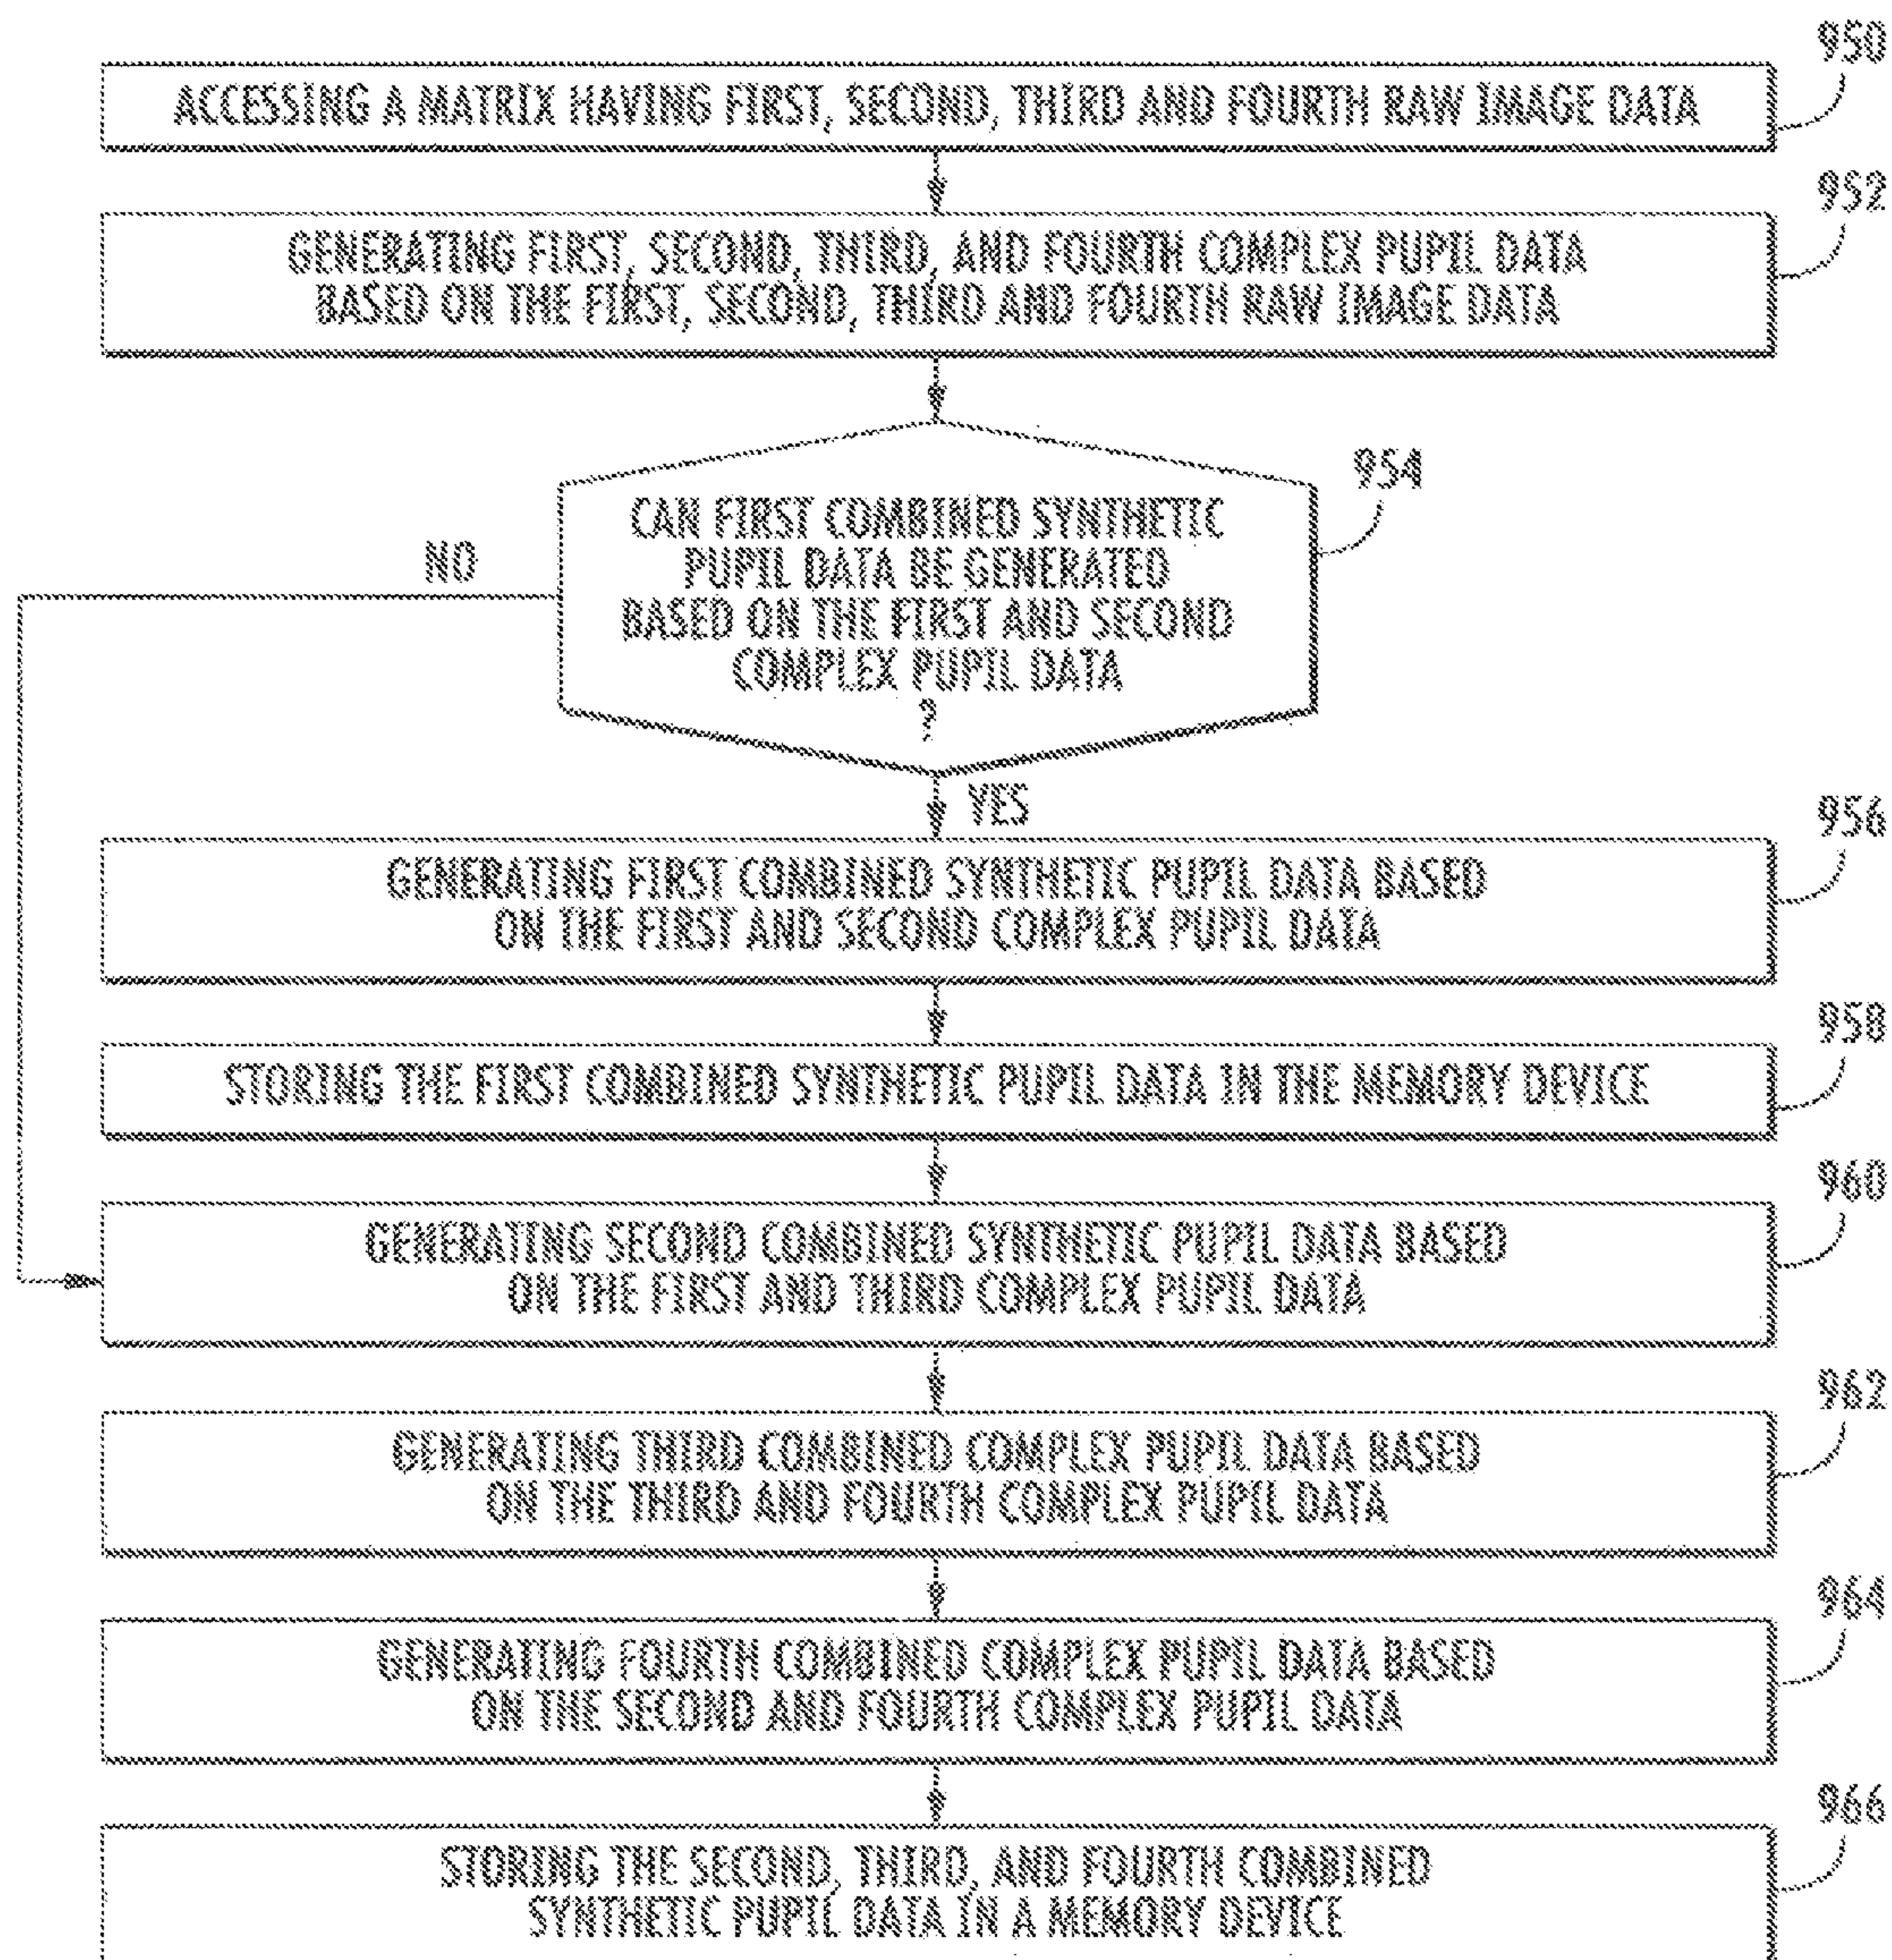 950
ACCESSING A MATRIX HAVING FIRST, SECOND, THIRD AND FOURTH RAW IMAGE DATA
952
GENERATING FIRST, SECOND, THIRD, AND FOURTH COMPLEX PUPIL DATA
BASED ON THE FIRST, SECOND, THIRD AND FOURTH RAW IMAGE DATA
954
CAN FIRST COMBINED SYNTHETIC
PUPIL DATA BE GENERATED
BASED ON THE FIRST AND SECOND
COMPLEX PUPIL DATA
?
NO
YES
956
GENERATING FIRST COMBINED SYNTHETIC PUPIL DATA BASED
ON THE FIRST AND SECOND COMPLEX PUPIL DATA
958
STORING THE FIRST COMBINED SYNTHETIC PUPIL DATA IN THE MEMORY DEVICE
960
GENERATING SECOND COMBINED SYNTHETIC PUPIL DATA BASED
ON THE FIRST AND THIRD COMPLEX PUPIL DATA
962
GENERATING THIRD COMBINED COMPLEX PUPIL DATA BASED
ON THE THIRD AND FOURTH COMPLEX PUPIL DATA
964
GENERATING FOURTH COMBINED COMPLEX PUPIL DATA BASED
ON THE SECOND AND FOURTH COMPLEX PUPIL DATA
966
STORING THE SECOND, THIRD, AND FOURTH COMBINED
SYNTHETIC PUPIL DATA IN A MEMORY DEVICE